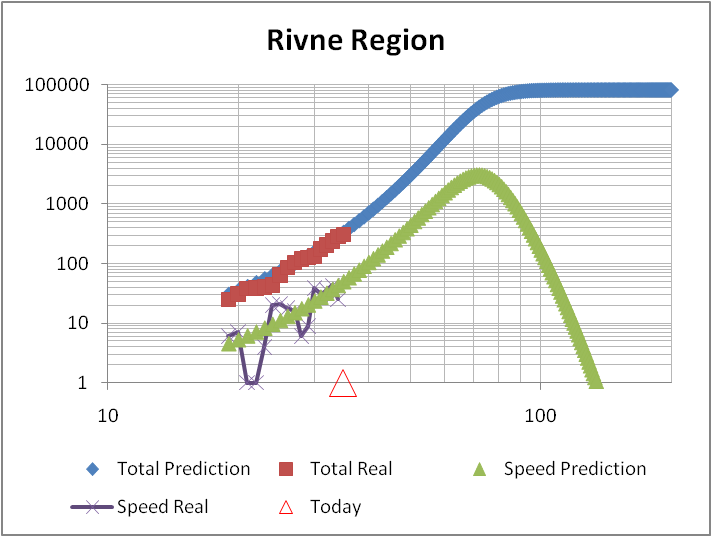 Rivne Region
100000
10000
1000
100
10
1
10 100
Total Prediction Total Real Speed Prediction
Speed Real Today